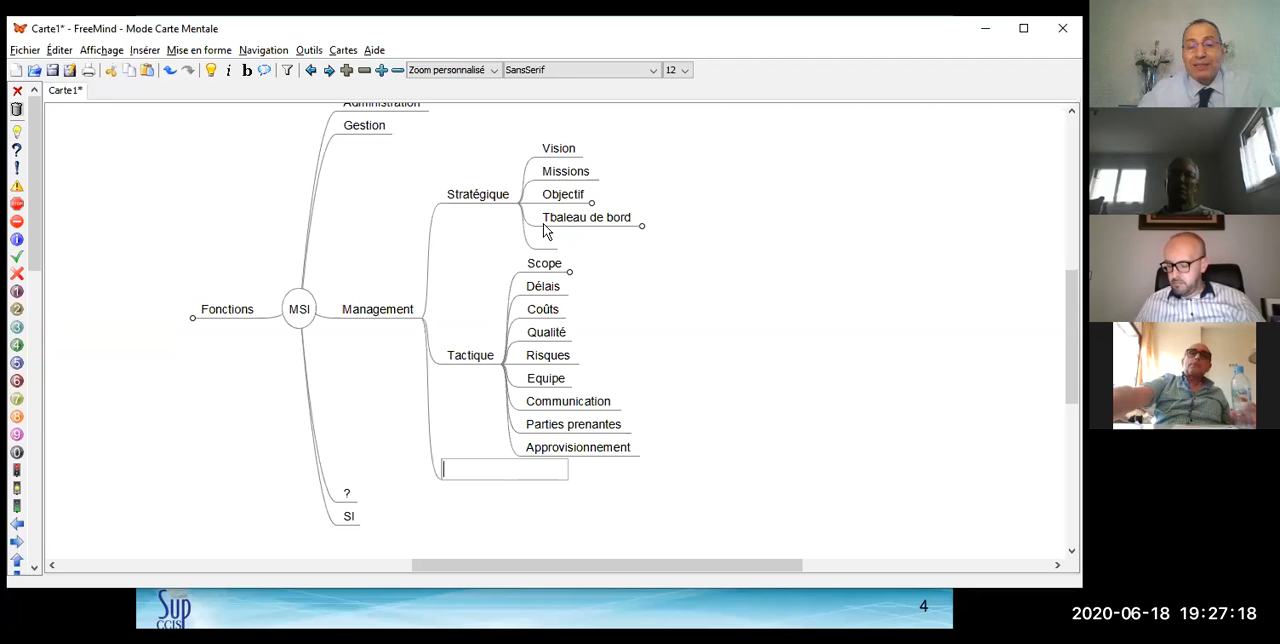 Carte1* - FreeMind - Mode Carte Mentale
Fichier Éditer Affichage Insérer Mise en forme Navigation Outils Cartes Aide
Zoom personnalisé SansSerif 12
Carte1*
Administration
Gestion
Vision
Missions
Stratégique
Objectif
Tbaleau de bord
Scope
Délais
Fonctions
MSI
Management
Coûts
Qualité
Tactique
Risques
Equipe
Communication
Parties prenantes
Approvisionnement
?
SI
Sup
CCIS
4
2020-06-18 19:27:18